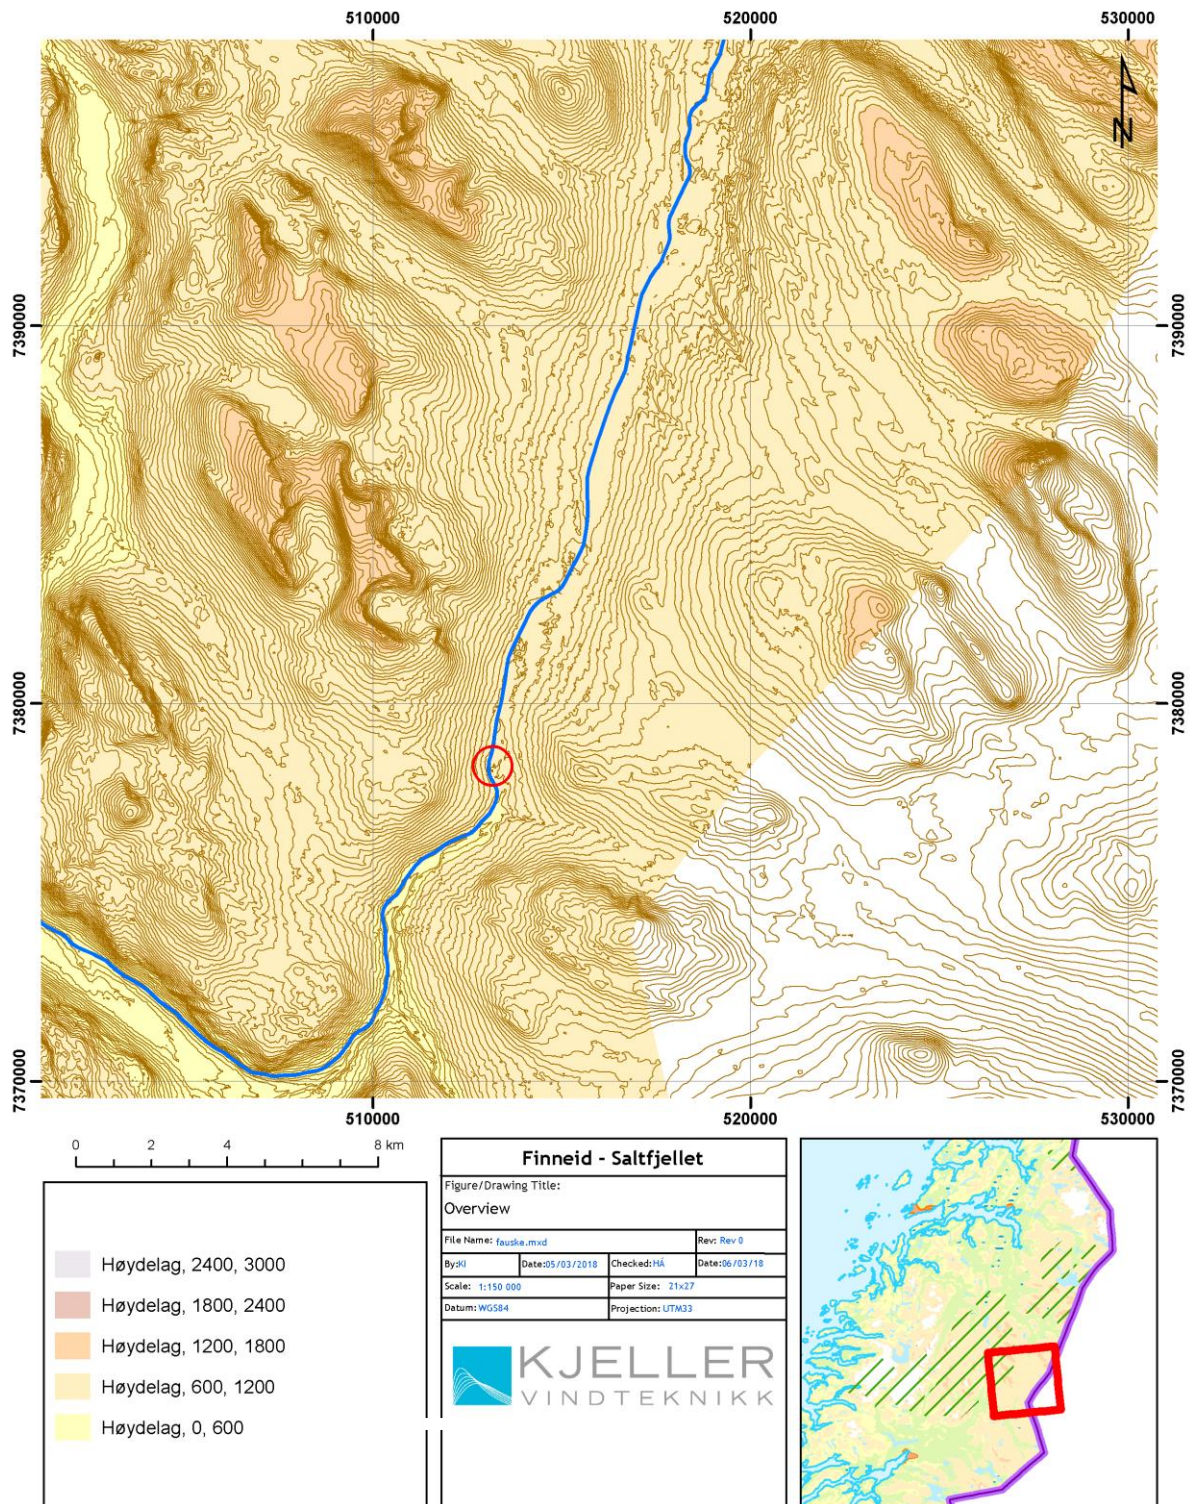 510000 520000 530000
N
7390000 7390000
7380000 7380000
7370000 7370000
510000 520000 530000
0 2 4 8 km
Høydelag, 2400, 3000
Høydelag, 1800, 2400
Høydelag, 1200, 1800
Høydelag, 600, 1200
Høydelag, 0, 600
Finneid - Saltfjellet
Figure/Drawing Title:
Overview
File Name: fauske.mxd Rev: Rev 0
By:KI Date:05/03/2018 Checked:HÁ Date:06/03/18
Scale: 1:150 000 Paper Size: 21x27
Datum: WGS84 Projection: UTM33
KJELLER
VINDTEKNIKK